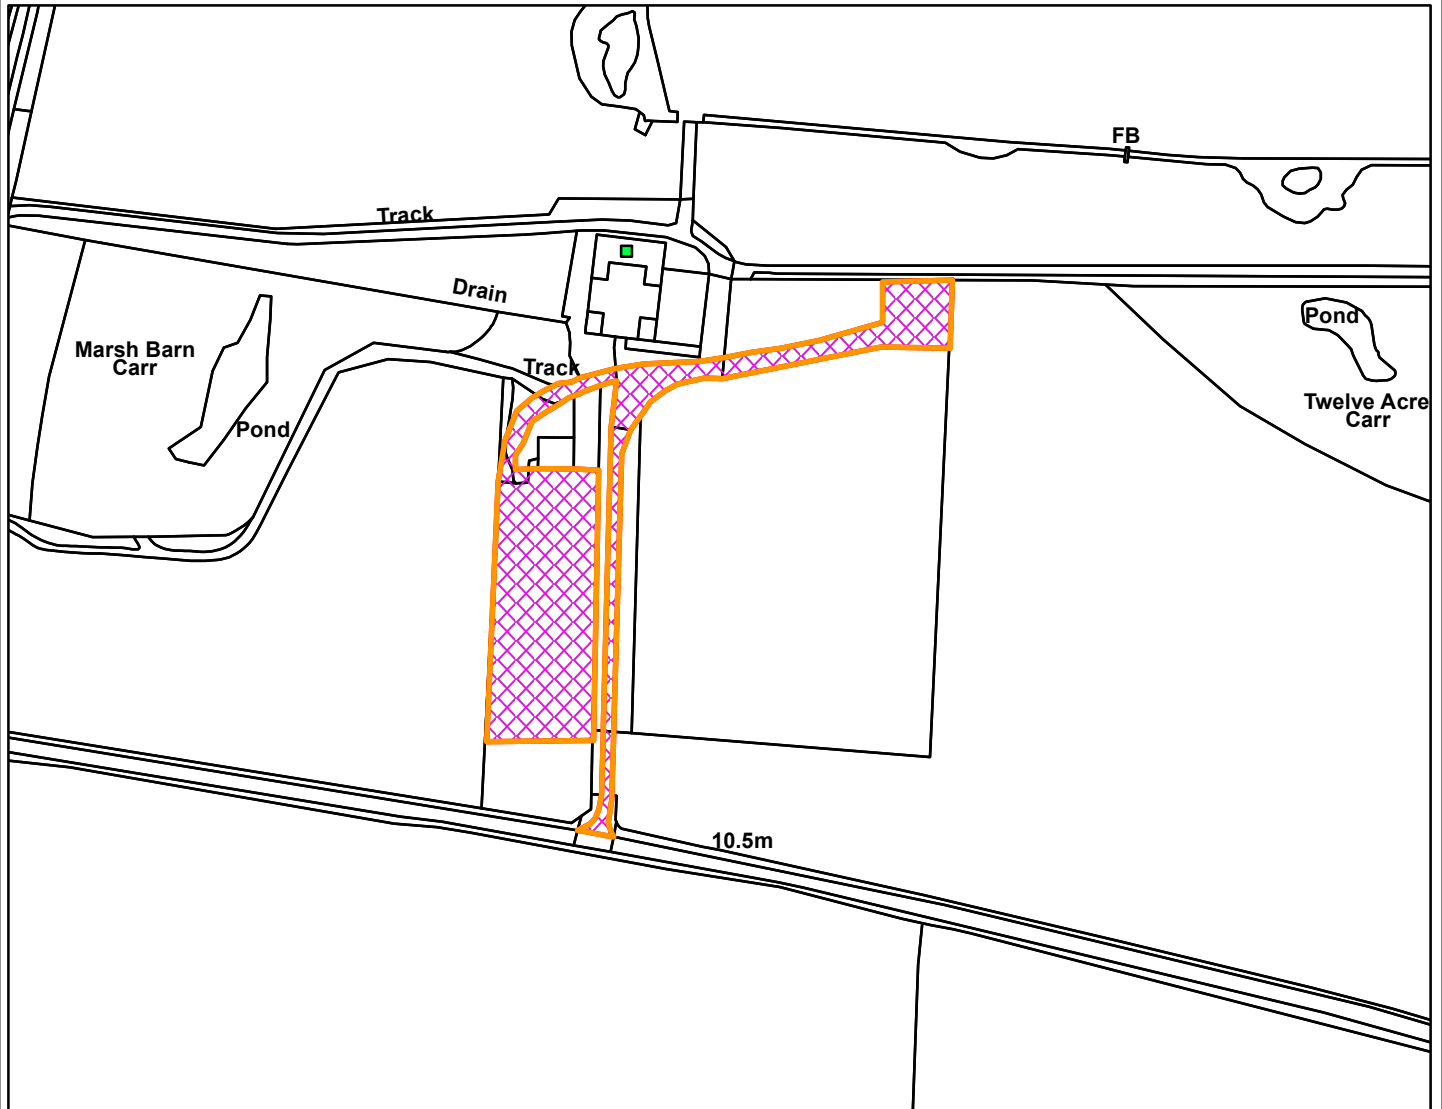 FB
Track
Drain
Pond
Marsh Barn
Carr
Track
Twelve Acre
Carr
Pond
10.5m